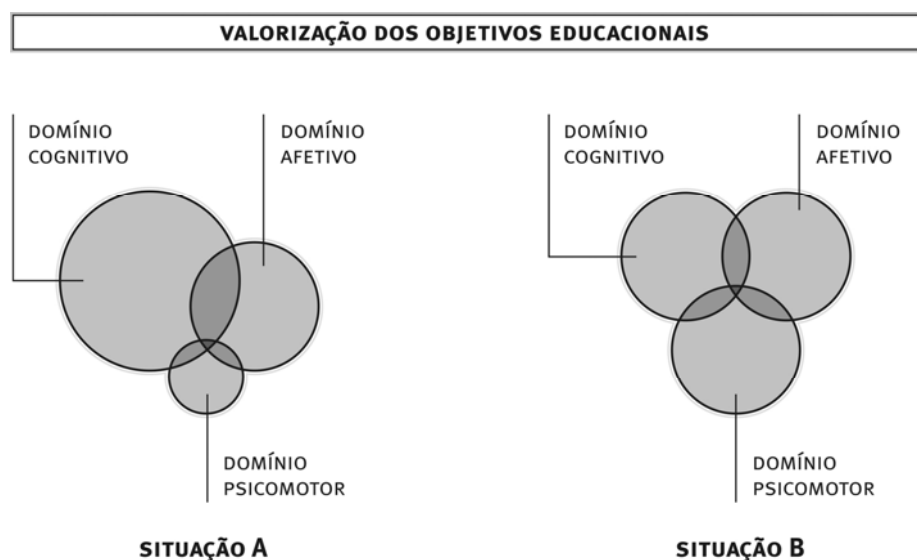 VALORIZAÇÃO DOS OBJETIVOS EDUCACIONAIS
DOMÍNIO
COGNITIVO
DOMÍNIO
AFETIVO
DOMÍNIO
PSICOMOTOR
SITUAÇÃO A
DOMÍNIO
COGNITIVO
DOMÍNIO
AFETIVO
DOMÍNIO
PSICOMOTOR
SITUAÇÃO B